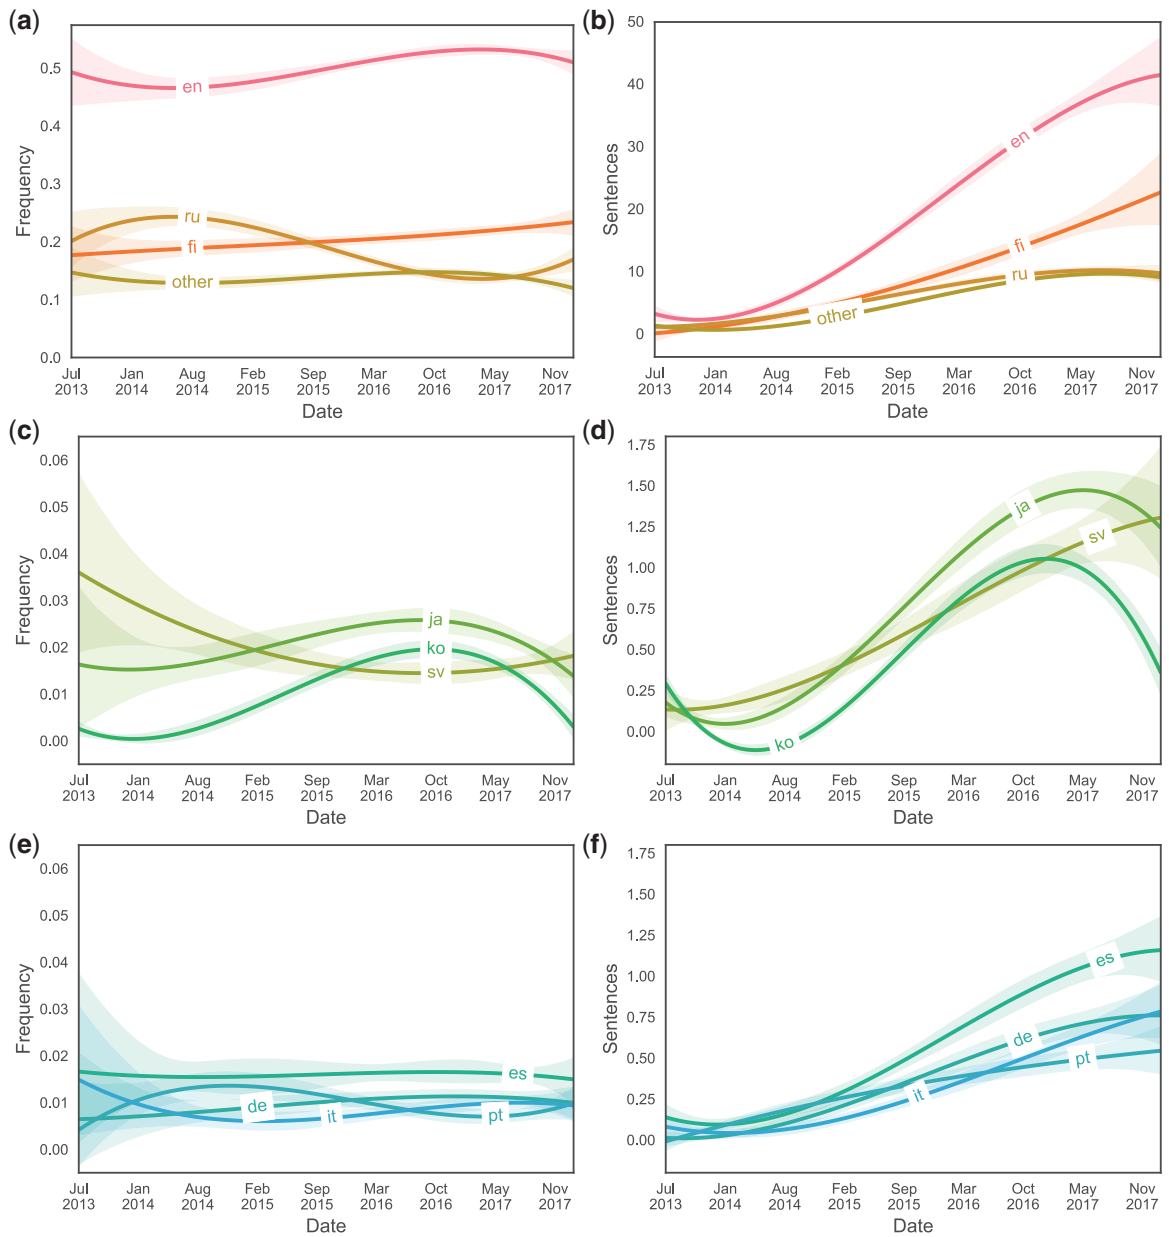 (a)
Frequency
0.5
0.4
0.3
0.2
0.1
0.0
en
ru
fi
other
Jul 2013
Jan 2014
Aug 2014
Feb 2015
Sep 2015
Mar 2016
Oct 2016
May 2017
Nov 2017
Date
(b)
Sentences
50
40
30
20
10
0
en
fi
ru
other
Jul 2013
Jan 2014
Aug 2014
Feb 2015
Sep 2015
Mar 2016
Oct 2016
May 2017
Nov 2017
Date
(c)
Frequency
0.06
0.05
0.04
0.03
0.02
0.01
0.00
ja
ko
sv
Jul 2013
Jan 2014
Aug 2014
Feb 2015
Sep 2015
Mar 2016
Oct 2016
May 2017
Nov 2017
Date
(d)
Sentences
1.75
1.50
1.25
1.00
0.75
0.50
0.25
0.00
ja
sv
ko
Jul 2013
Jan 2014
Aug 2014
Feb 2015
Sep 2015
Mar 2016
Oct 2016
May 2017
Nov 2017
Date
(e)
Frequency
0.06
0.05
0.04
0.03
0.02
0.01
0.00
es
de
it
pt
Jul 2013
Jan 2014
Aug 2014
Feb 2015
Sep 2015
Mar 2016
Oct 2016
May 2017
Nov 2017
Date
(f)
Sentences
1.75
1.50
1.25
1.00
0.75
0.50
0.25
0.00
es
de
pt
it
Jul 2013
Jan 2014
Aug 2014
Feb 2015
Sep 2015
Mar 2016
Oct 2016
May 2017
Nov 2017
Date